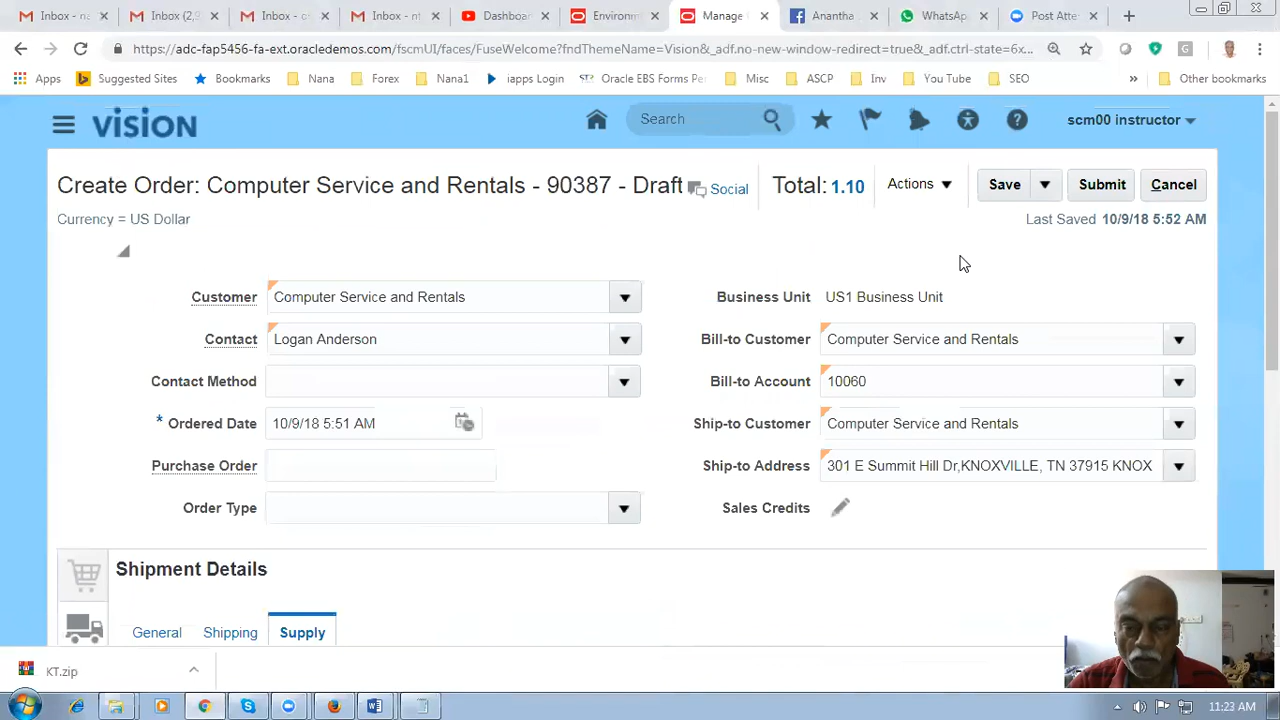 Inbox - ru
Inbox (2,9
Inbox - o
Inbox - m
Dashboar
Environm
Manage
Anantha
WhatsAp
Post Atte
https://adc-fap5456-fa-ext.oracledemos.com/fscmUI/faces/FuseWelcome?fndThemeName=Vision&_adf.no-new-window-redirect=true&_adf.ctrl-state=6x...
Apps
Suggested Sites
Bookmarks
Nana
Forex
Nana1
iapps Login
Oracle EBS Forms Pe
Misc
ASCP
Inv
You Tube
SEO
»
Other bookmarks
vision
Search
scm00 instructor
Create Order: Computer Service and Rentals - 90387 - Draft
Social
Total: 1.10
Actions
Save
Submit
Cancel
Currency = US Dollar
Last Saved 10/9/18 5:52 AM
Customer Computer Service and Rentals
Business Unit US1 Business Unit
Contact Logan Anderson
Bill-to Customer Computer Service and Rentals
Contact Method
Bill-to Account 10060
* Ordered Date 10/9/18 5:51 AM
Ship-to Customer Computer Service and Rentals
Purchase Order
Ship-to Address 301 E Summit Hill Dr,KNOXVILLE, TN 37915 KNOX
Order Type
Sales Credits
Shipment Details
General
Shipping
Supply
KT.zip
11:23 AM